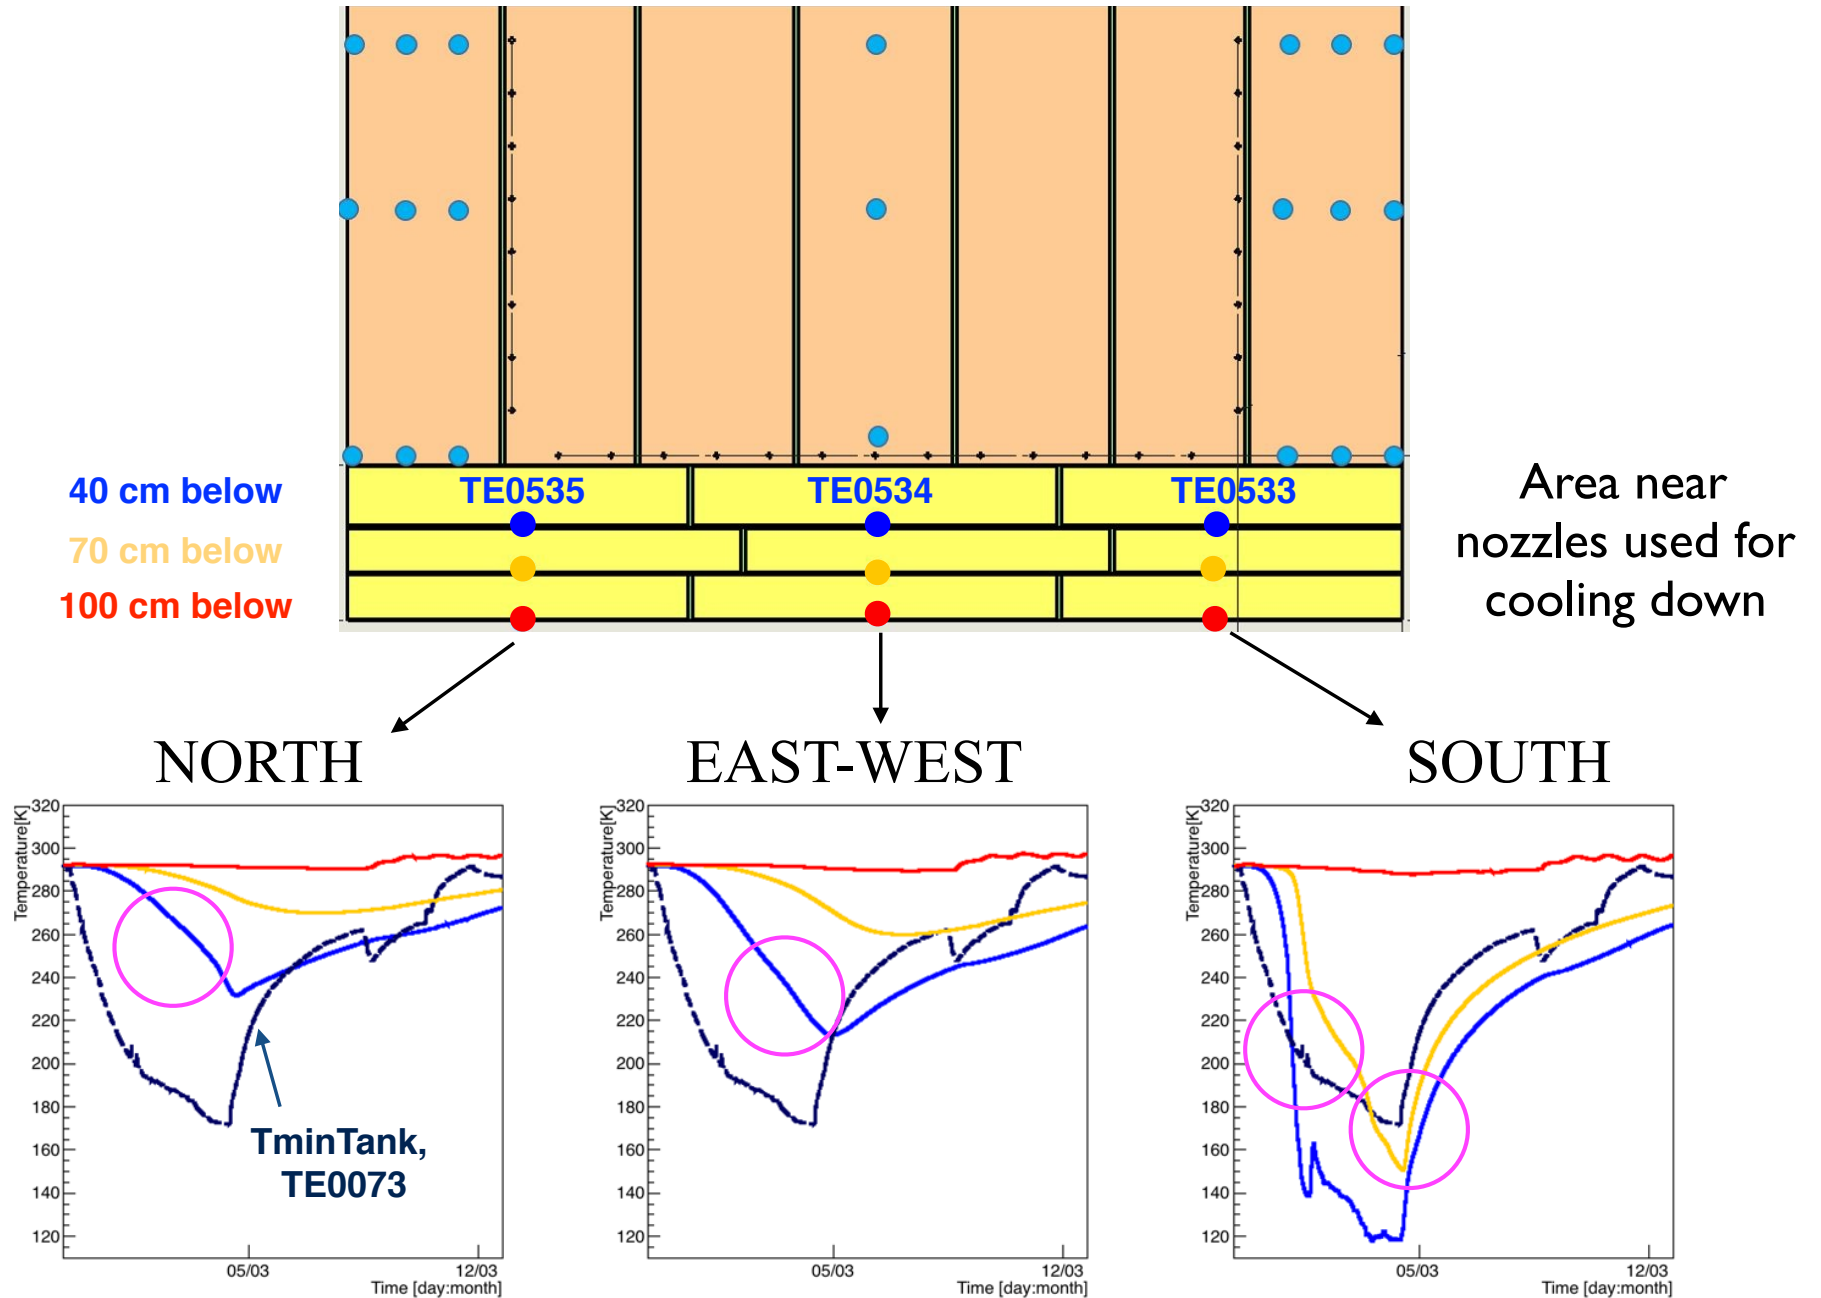 40 cm below
TE0535
TE0534
TE0533
70 cm below
100 cm below
Area near
nozzles used for
cooling down
NORTH
EAST-WEST
SOUTH
Temperature[K]
320
300
280
260
240
220
200
180
160
140
120
TminTank,
TE0073
05/03
12/03
Time [day:month]
Temperature[K]
320
300
280
260
240
220
200
180
160
140
120
05/03
12/03
Time [day:month]
Temperature[K]
320
300
280
260
240
220
200
180
160
140
120
05/03
12/03
Time [day:month]